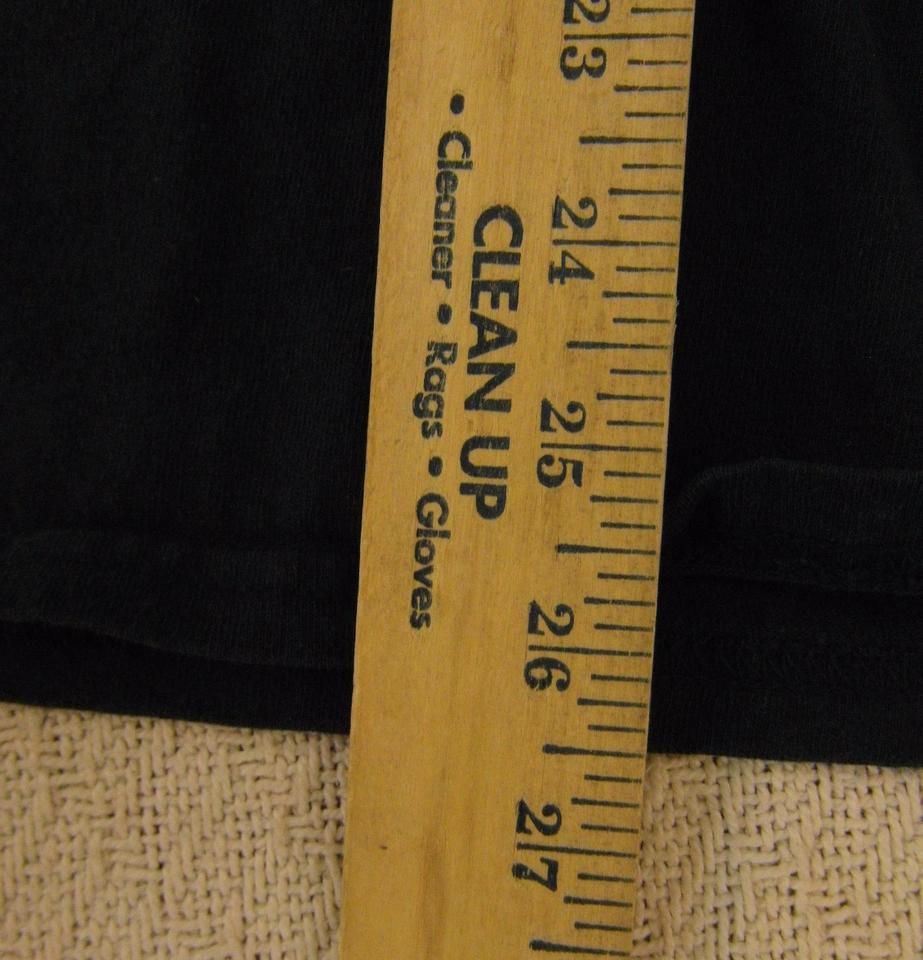 CLEAN UP
• Cleaner • Rags • Gloves
23
24
25
26
27